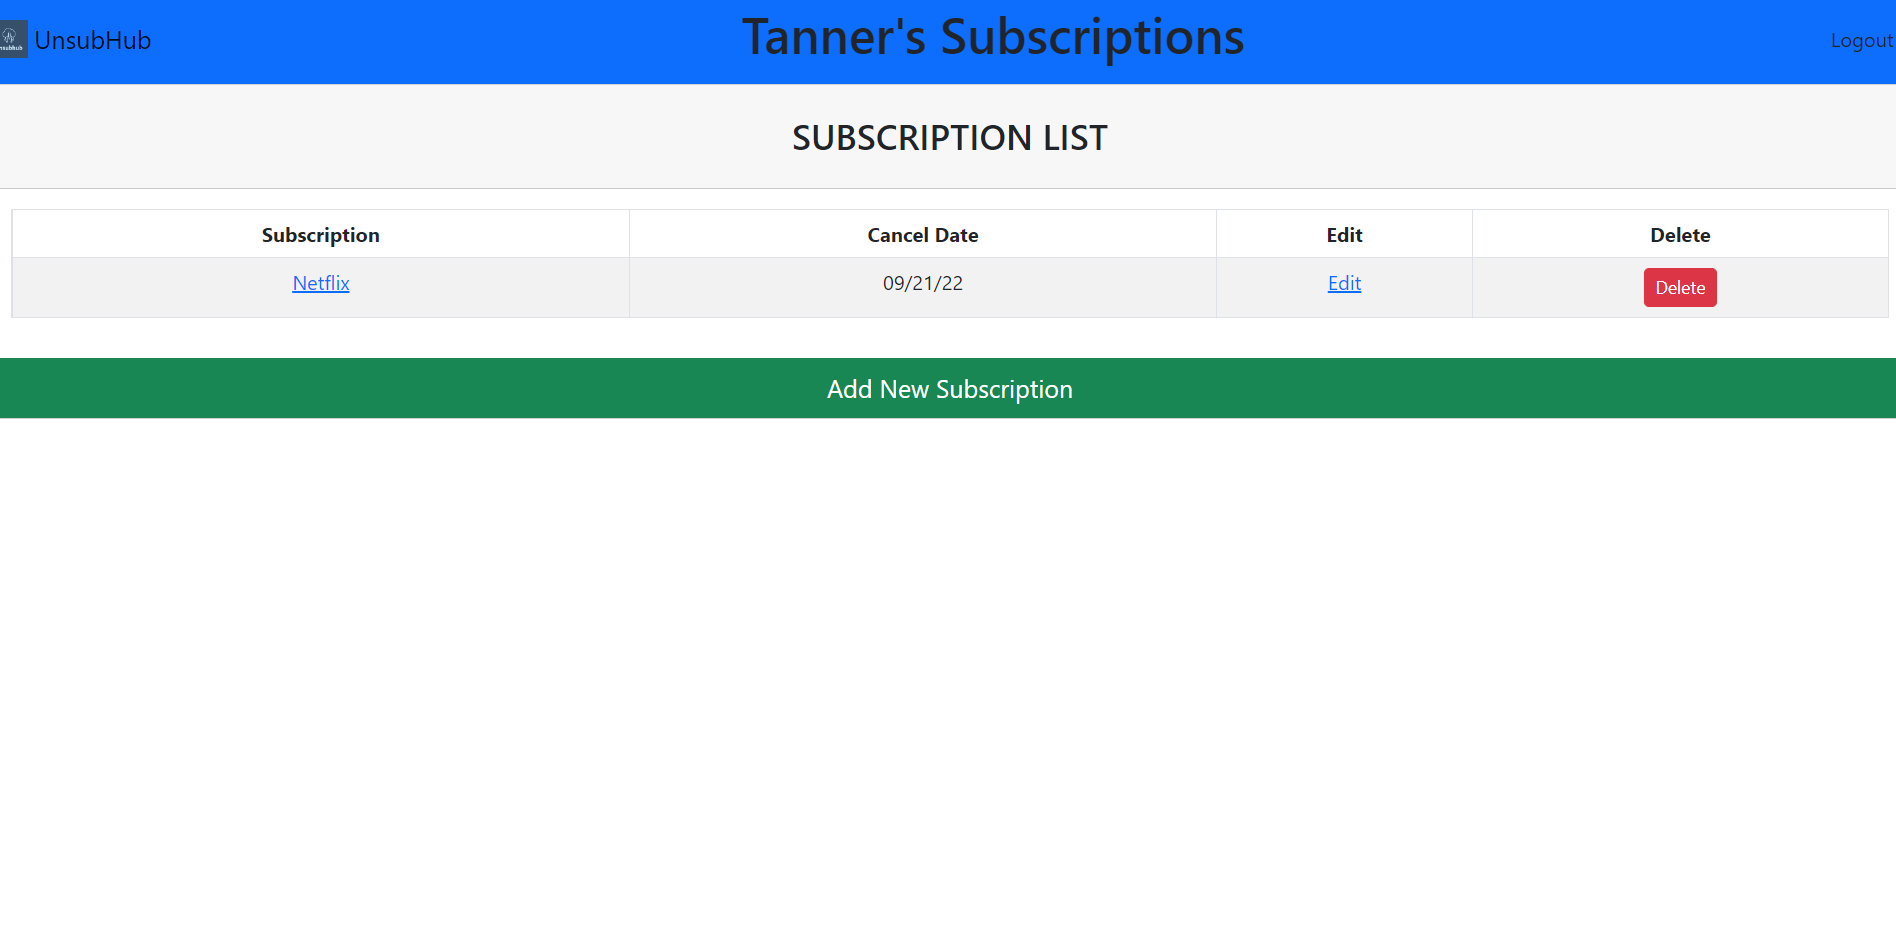 UnsubHub
Tanner's Subscriptions
Logout
SUBSCRIPTION LIST
Subscription Cancel Date Edit Delete
Netflix 09/21/22 Edit Delete
Add New Subscription